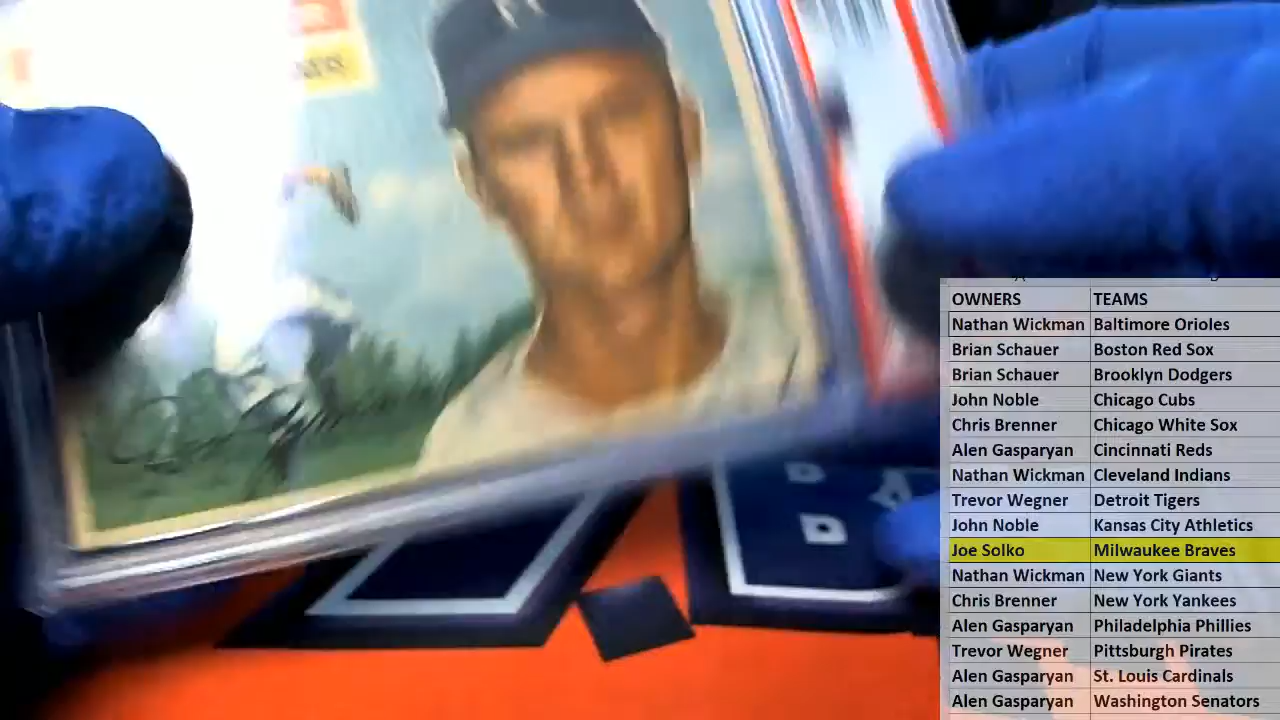 OWNERS TEAMS
Nathan Wickman Baltimore Orioles
Brian Schauer Boston Red Sox
Brian Schauer Brooklyn Dodgers
John Noble Chicago Cubs
Chris Brenner Chicago White Sox
Alen Gasparyan Cincinnati Reds
Nathan Wickman Cleveland Indians
Trevor Wegner Detroit Tigers
John Noble Kansas City Athletics
Joe Solko Milwaukee Braves
Nathan Wickman New York Giants
Chris Brenner New York Yankees
Alen Gasparyan Philadelphia Phillies
Trevor Wegner Pittsburgh Pirates
Alen Gasparyan St. Louis Cardinals
Alen Gasparyan Washington Senators